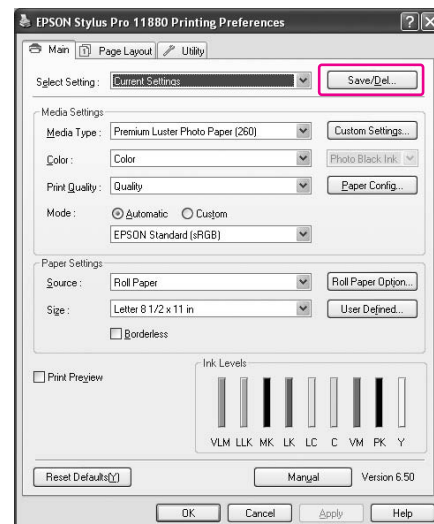 EPSON Stylus Pro 11880 Printing Preferences
Main Page Layout Utility
Select Setting : Current Settings Save/Del...
Media Settings
Media Type : Premium Luster Photo Paper (260) Custom Settings...
Color : Color Photo Black Ink
Print Quality : Quality Paper Config...
Mode : Automatic Custom
EPSON Standard (sRGB)
Paper Settings
Source : Roll Paper Roll Paper Option...
Size : Letter 8 1/2 x 11 in User Defined...
Borderless
Ink Levels
Print Preview
VLM LLK MK LK LC C VM PK Y
Reset Defaults(Y) Manual Version 6.50
OK Cancel Apply Help